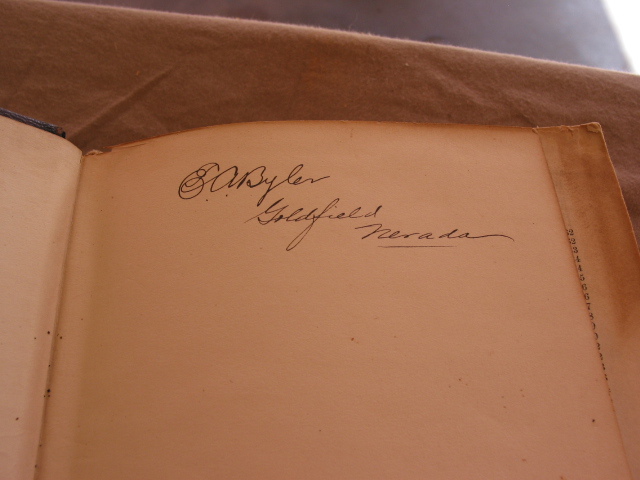 E. A. Byler
Goldfield
Nevada